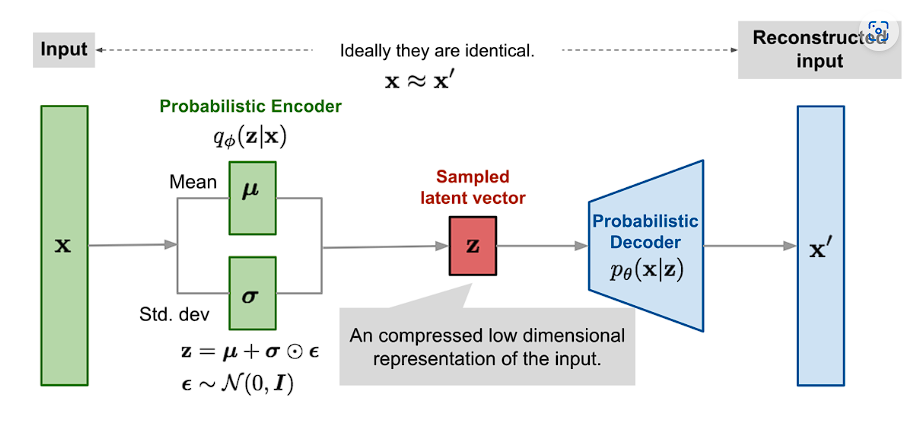 Input
Ideally they are identical.
x ≈ x′
Reconstructed
input
Probabilistic Encoder
qϕ(z|x)
Mean
μ
x
σ
Std. dev
z = μ + σ ⊙ ϵ
ϵ ∼ 𝒩(0, I)
Sampled
latent vector
z
An compressed low dimensional
representation of the input.
Probabilistic
Decoder
pθ(x|z)
x′